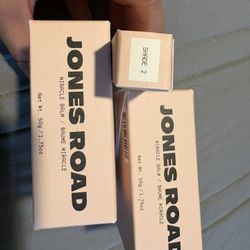 JONES ROAD
MIRACLE BALM / BAUME MIRACLE
Net Wt. 50g / 1.75oz
SHADE 2
JONES ROAD
MIRACLE BALM / BAUME MIRACLE
Net Wt. 50g / 1.75oz